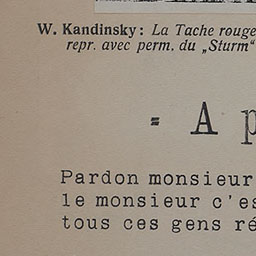 W. Kandinsky: La Tache rouge
repr. avec perm. du „Sturm“
= A p
Pardon monsieur
le monsieur c'es
tous ces gens ré